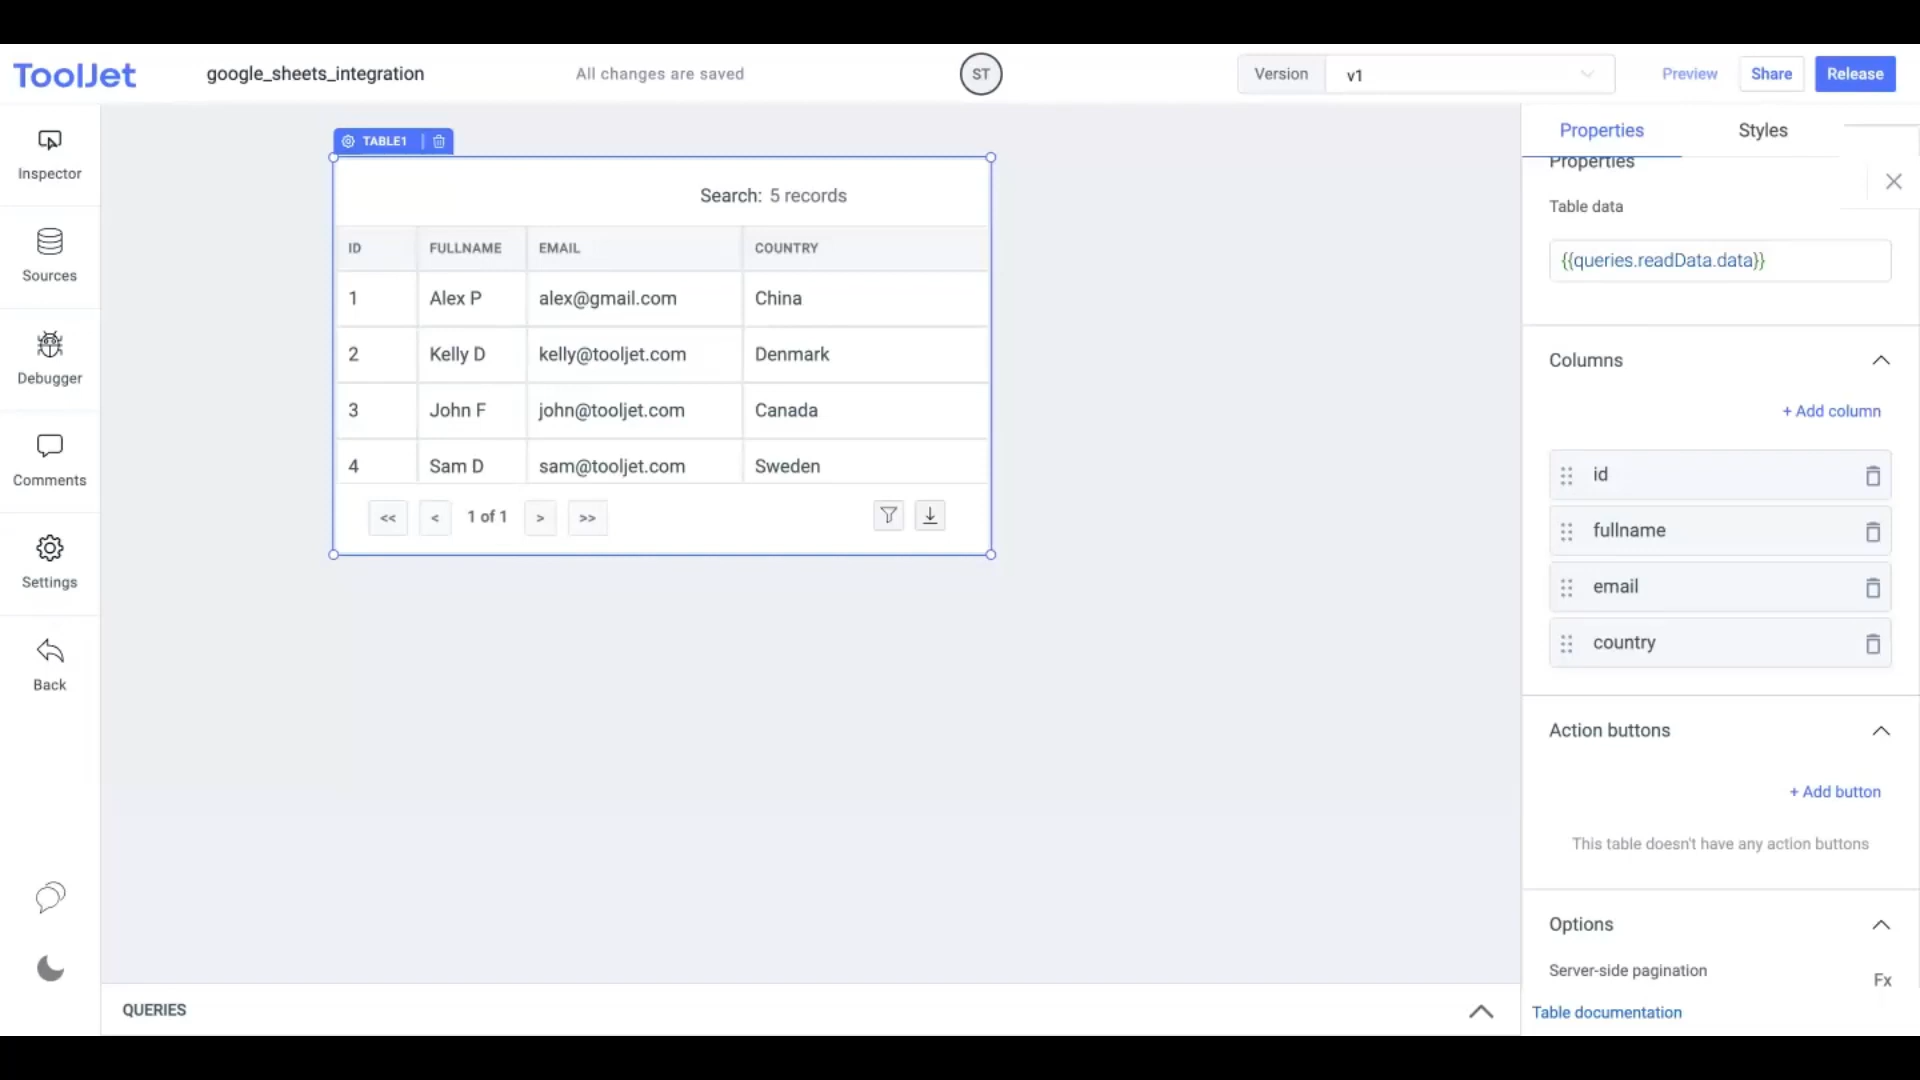 ToolJet
google_sheets_integration
All changes are saved
ST
Version
v1
Preview
Share
Release
Inspector
Sources
Debugger
Comments
Settings
Back
TABLE1
Search: 5 records
ID FULLNAME EMAIL COUNTRY
1 Alex P alex@gmail.com China
2 Kelly D kelly@tooljet.com Denmark
3 John F john@tooljet.com Canada
4 Sam D sam@tooljet.com Sweden
<< < 1 of 1 > >>
QUERIES
Properties Styles
Properties
Table data
{{queries.readData.data}}
Columns
+ Add column
id
fullname
email
country
Action buttons
+ Add button
This table doesn't have any action buttons
Options
Server-side pagination
Fx
Table documentation